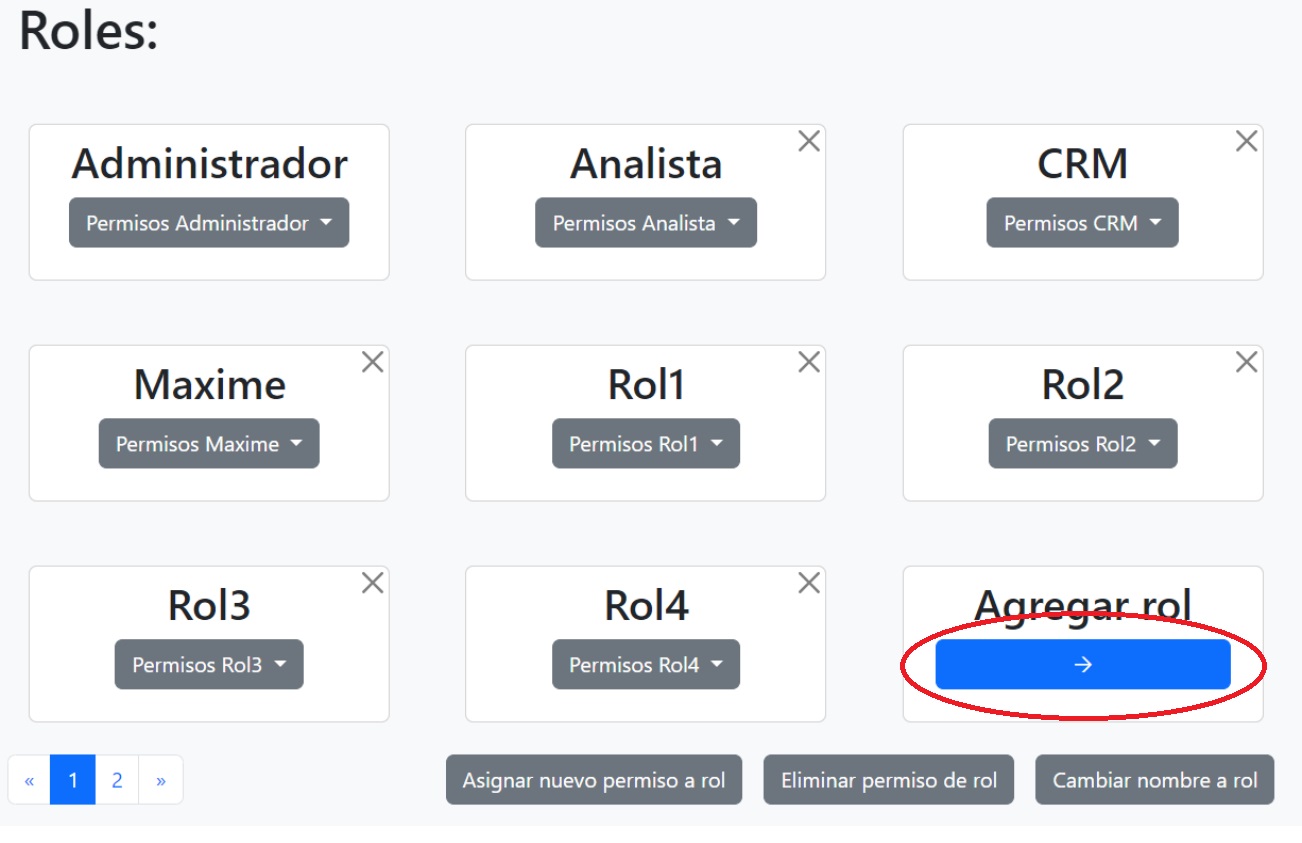 Roles:
Administrador
Permisos Administrador
Analista
Permisos Analista
CRM
Permisos CRM
Maxime
Permisos Maxime
Rol1
Permisos Rol1
Rol2
Permisos Rol2
Rol3
Permisos Rol3
Rol4
Permisos Rol4
Agregar rol
→
« 1 2 »
Asignar nuevo permiso a rol
Eliminar permiso de rol
Cambiar nombre a rol